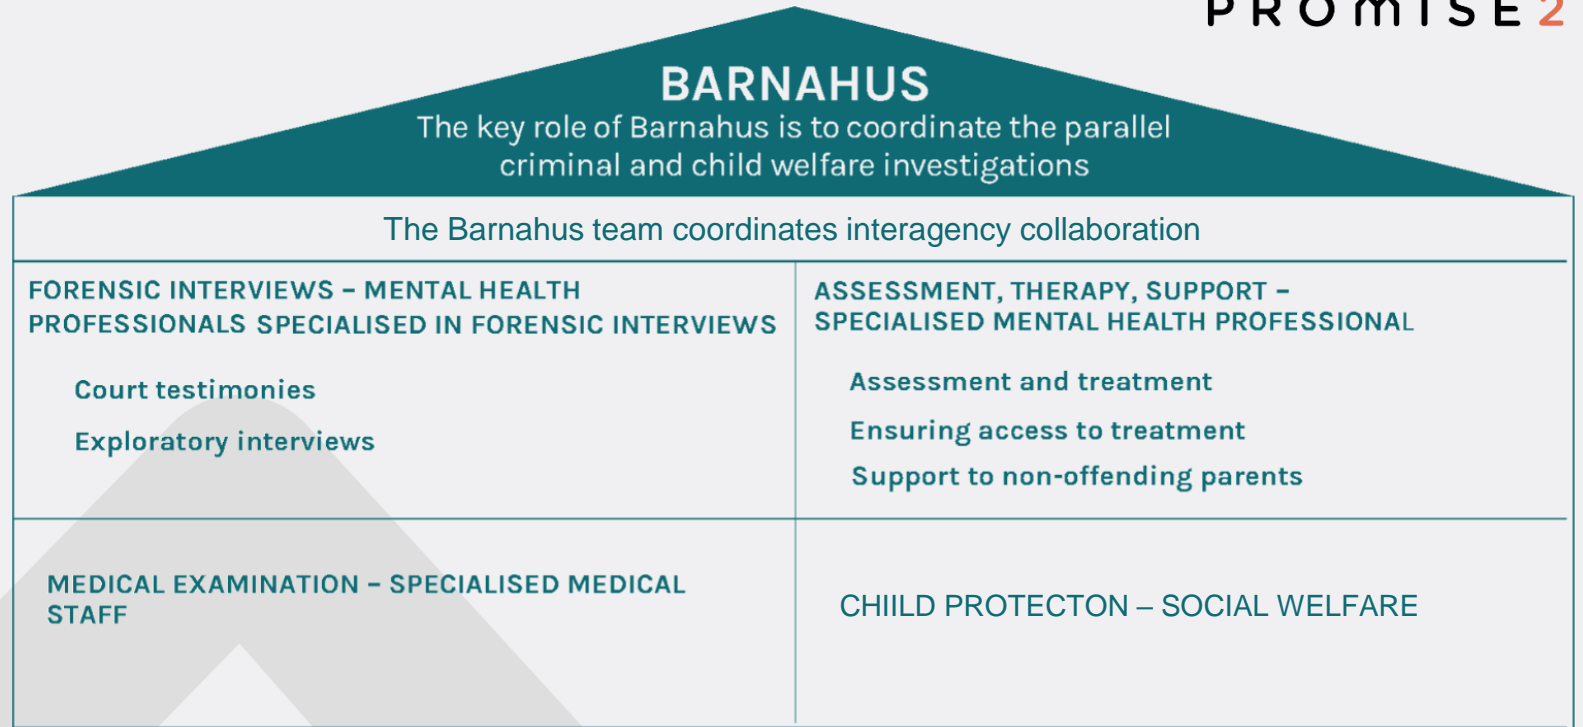 PROMISE2
BARNAHUS
The key role of Barnahus is to coordinate the parallel
criminal and child welfare investigations
The Barnahus team coordinates interagency collaboration
FORENSIC INTERVIEWS – MENTAL HEALTH
PROFESSIONALS SPECIALISED IN FORENSIC INTERVIEWS
Court testimonies
Exploratory interviews
ASSESSMENT, THERAPY, SUPPORT –
SPECIALISED MENTAL HEALTH PROFESSIONAL
Assessment and treatment
Ensuring access to treatment
Support to non-offending parents
MEDICAL EXAMINATION – SPECIALISED MEDICAL
STAFF
CHIILD PROTECTON – SOCIAL WELFARE